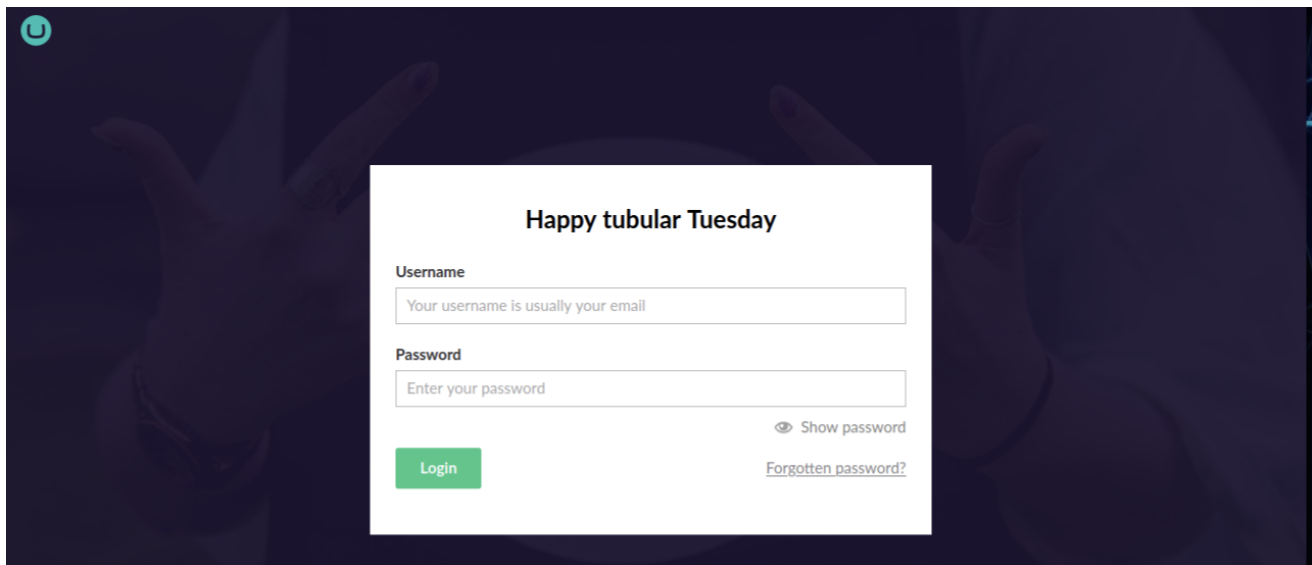 Happy tubular Tuesday
Username
Your username is usually your email
Password
Enter your password
Show password
Login
Forgotten password?